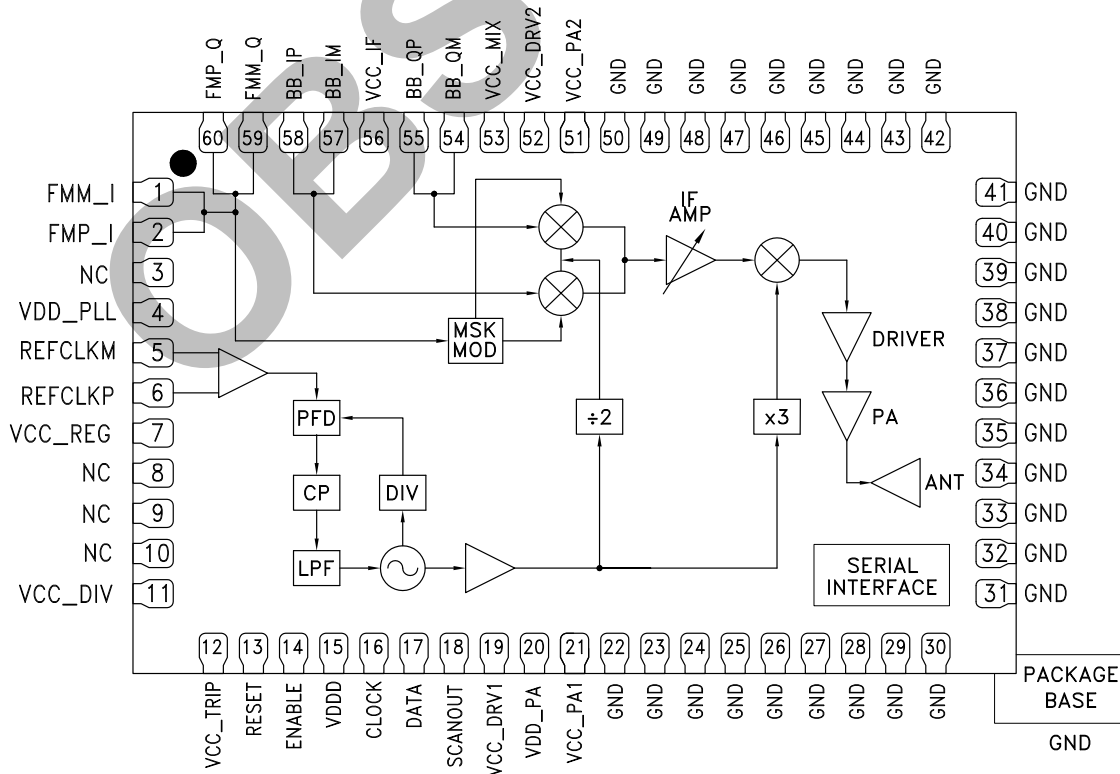 OBS
FMP_Q
FMM_Q
BB_IP
BB_IM
VCC_IF
BB_QP
BB_QM
VCC_MIX
VCC_DRV2
VCC_PA2
GND
GND
GND
GND
GND
GND
GND
GND
GND
60 59 58 57 56 55 54 53 52 51 50 49 48 47 46 45 44 43 42
FMM_I 1
FMP_I 2
NC 3
VDD_PLL 4
REFCLKM 5
REFCLKP 6
VCC_REG 7
NC 8
NC 9
NC 10
VCC_DIV 11
IF
AMP
MSK
MOD
DRIVER
PFD
÷2
x3
PA
CP
DIV
ANT
LPF
SERIAL
INTERFACE
41 GND
40 GND
39 GND
38 GND
37 GND
36 GND
35 GND
34 GND
33 GND
32 GND
31 GND
12 13 14 15 16 17 18 19 20 21 22 23 24 25 26 27 28 29 30
VCC_TRIP
RESET
ENABLE
VDDD
CLOCK
DATA
SCANOUT
VCC_DRV1
VDD_PA
VCC_PA1
GND
GND
GND
GND
GND
GND
GND
GND
GND
PACKAGE
BASE
GND